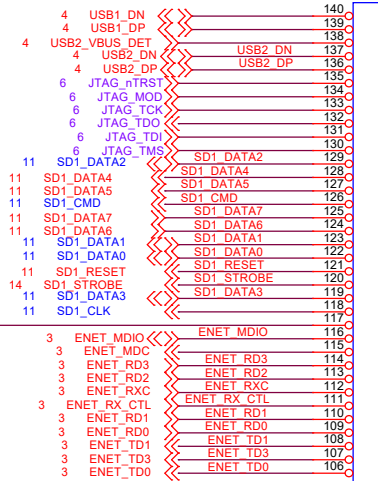 4 USB1_DN 140
4 USB1_DP 139
4 USB2_VBUS_DET 138
4 USB2_DN USB2_DN 137
4 USB2_DP USB2_DP 136
6 JTAG_nTRST 135
6 JTAG_MOD 134
6 JTAG_TCK 133
6 JTAG_TDO 132
6 JTAG_TDI 131
6 JTAG_TMS 130
11 SD1_DATA2 SD1_DATA2 129
11 SD1_DATA4 SD1_DATA4 128
11 SD1_DATA5 SD1_DATA5 127
11 SD1_CMD SD1_CMD 126
11 SD1_DATA7 SD1_DATA7 125
11 SD1_DATA6 SD1_DATA6 124
11 SD1_DATA1 SD1_DATA1 123
11 SD1_DATA0 SD1_DATA0 122
11 SD1_RESET SD1_RESET 121
14 SD1_STROBE SD1_STROBE 120
11 SD1_DATA3 SD1_DATA3 119
11 SD1_CLK 118
117
3 ENET_MDIO ENET_MDIO 116
3 ENET_MDC 115
3 ENET_RD3 ENET_RD3 114
3 ENET_RD2 ENET_RD2 113
3 ENET_RXC ENET_RXC 112
3 ENET_RX_CTL ENET_RX_CTL 111
3 ENET_RD1 ENET_RD1 110
3 ENET_RD0 ENET_RD0 109
3 ENET_TD1 ENET_TD1 108
3 ENET_TD3 ENET_TD3 107
3 ENET_TD0 ENET_TD0 106